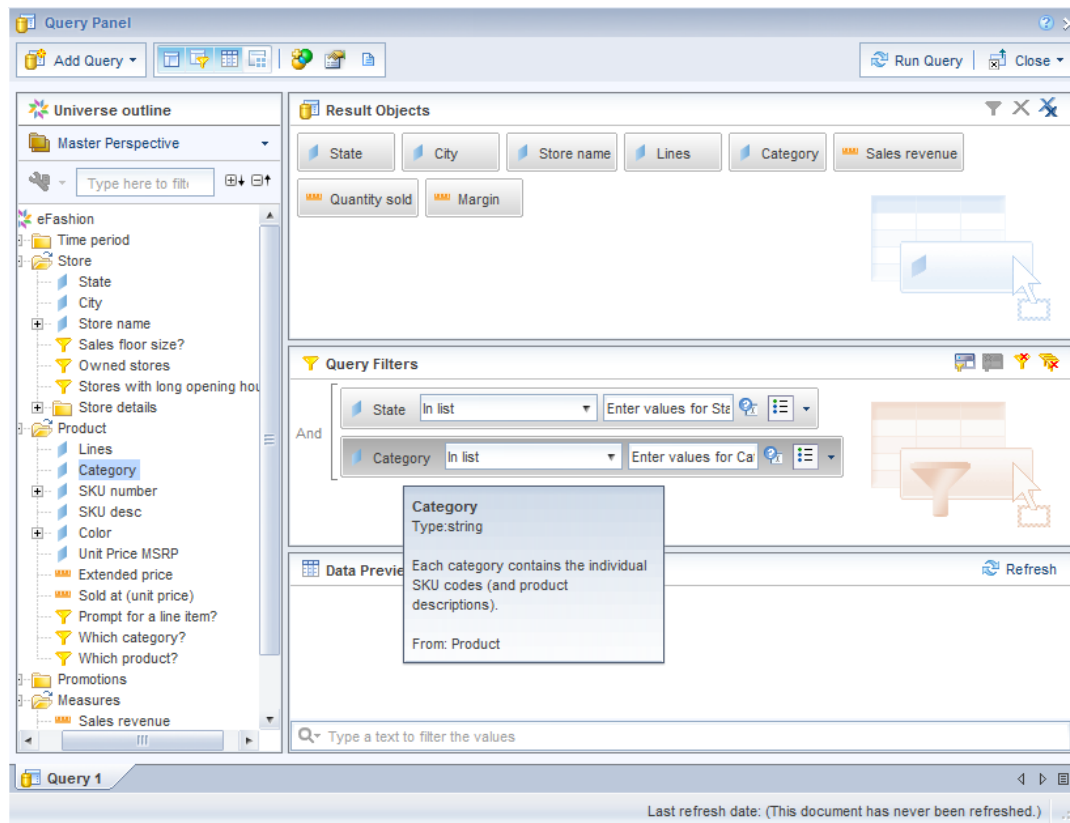 Query Panel
Add Query
Run Query
Close
Universe outline
Master Perspective
Type here to filt
eFashion
Time period
Store
State
City
Store name
Sales floor size?
Owned stores
Stores with long opening hou
Store details
Product
Lines
Category
SKU number
SKU desc
Color
Unit Price MSRP
Extended price
Sold at (unit price)
Prompt for a line item?
Which category?
Which product?
Promotions
Measures
Sales revenue
Result Objects
State City Store name Lines Category Sales revenue
Quantity sold Margin
Query Filters
And
State In list Enter values for Sta
Category In list Enter values for Ca
Category
Type:string
Each category contains the individual
SKU codes (and product
descriptions).
From: Product
Data Previe
Refresh
Type a text to filter the values
Query 1
Last refresh date: (This document has never been refreshed.)